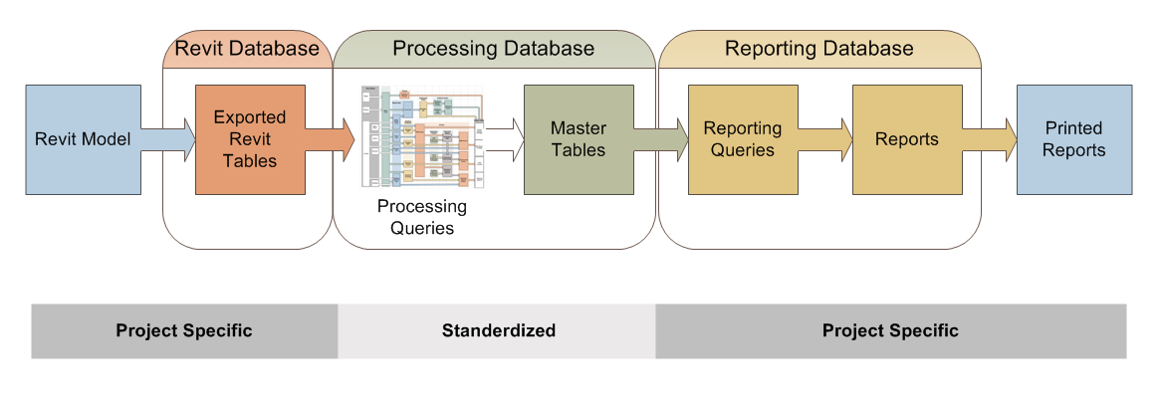 Revit Database
Processing Database
Reporting Database
Revit Model
Exported
Revit
Tables
Processing
Queries
Master
Tables
Reporting
Queries
Reports
Printed
Reports
Project Specific
Standerdized
Project Specific